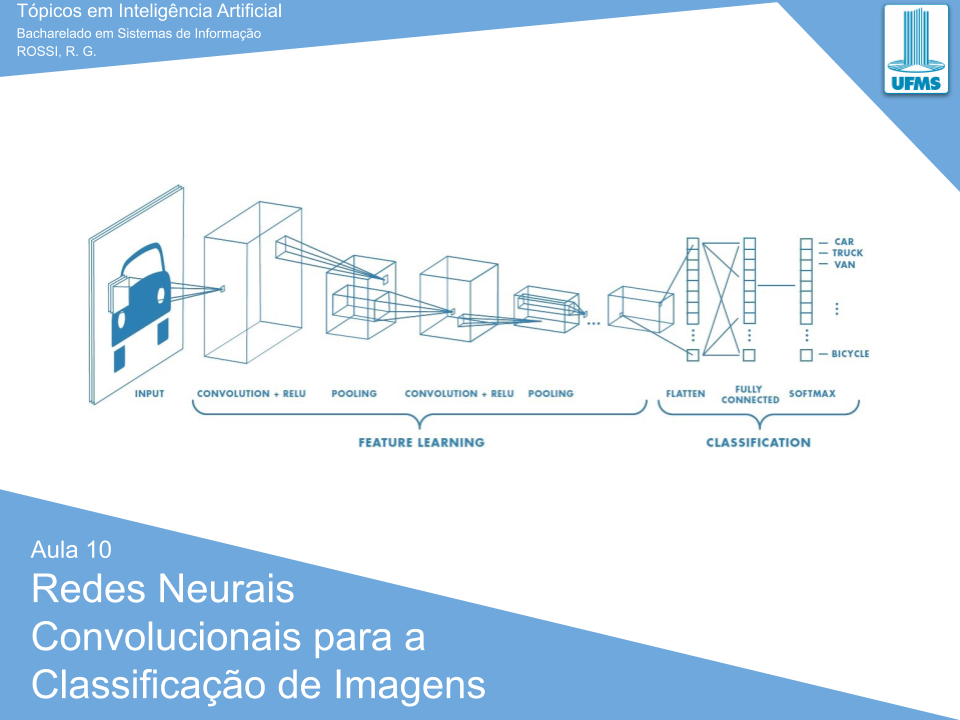 Tópicos em Inteligência Artificial
Bacharelado em Sistemas de Informação
ROSSI, R. G.
UFMS
CAR
TRUCK
VAN
BICYCLE
INPUT
CONVOLUTION + RELU
POOLING
CONVOLUTION + RELU
POOLING
FLATTEN
FULLY
CONNECTED
SOFTMAX
FEATURE LEARNING
CLASSIFICATION
Aula 10
Redes Neurais
Convolucionais para a
Classificação de Imagens